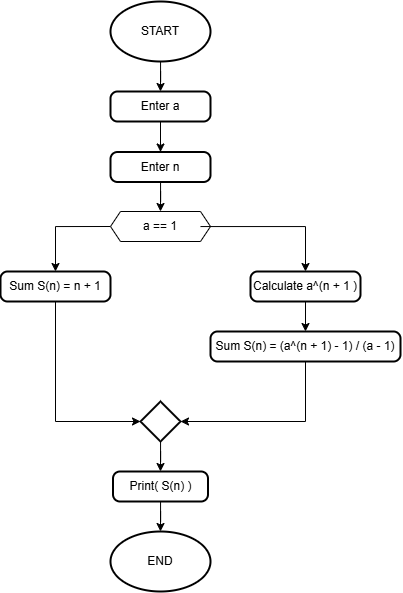 START
Enter a
Enter n
a == 1
Sum S(n) = n + 1
Calculate a^(n + 1 )
Sum S(n) = (a^(n + 1) - 1) / (a - 1)
Print( S(n) )
END